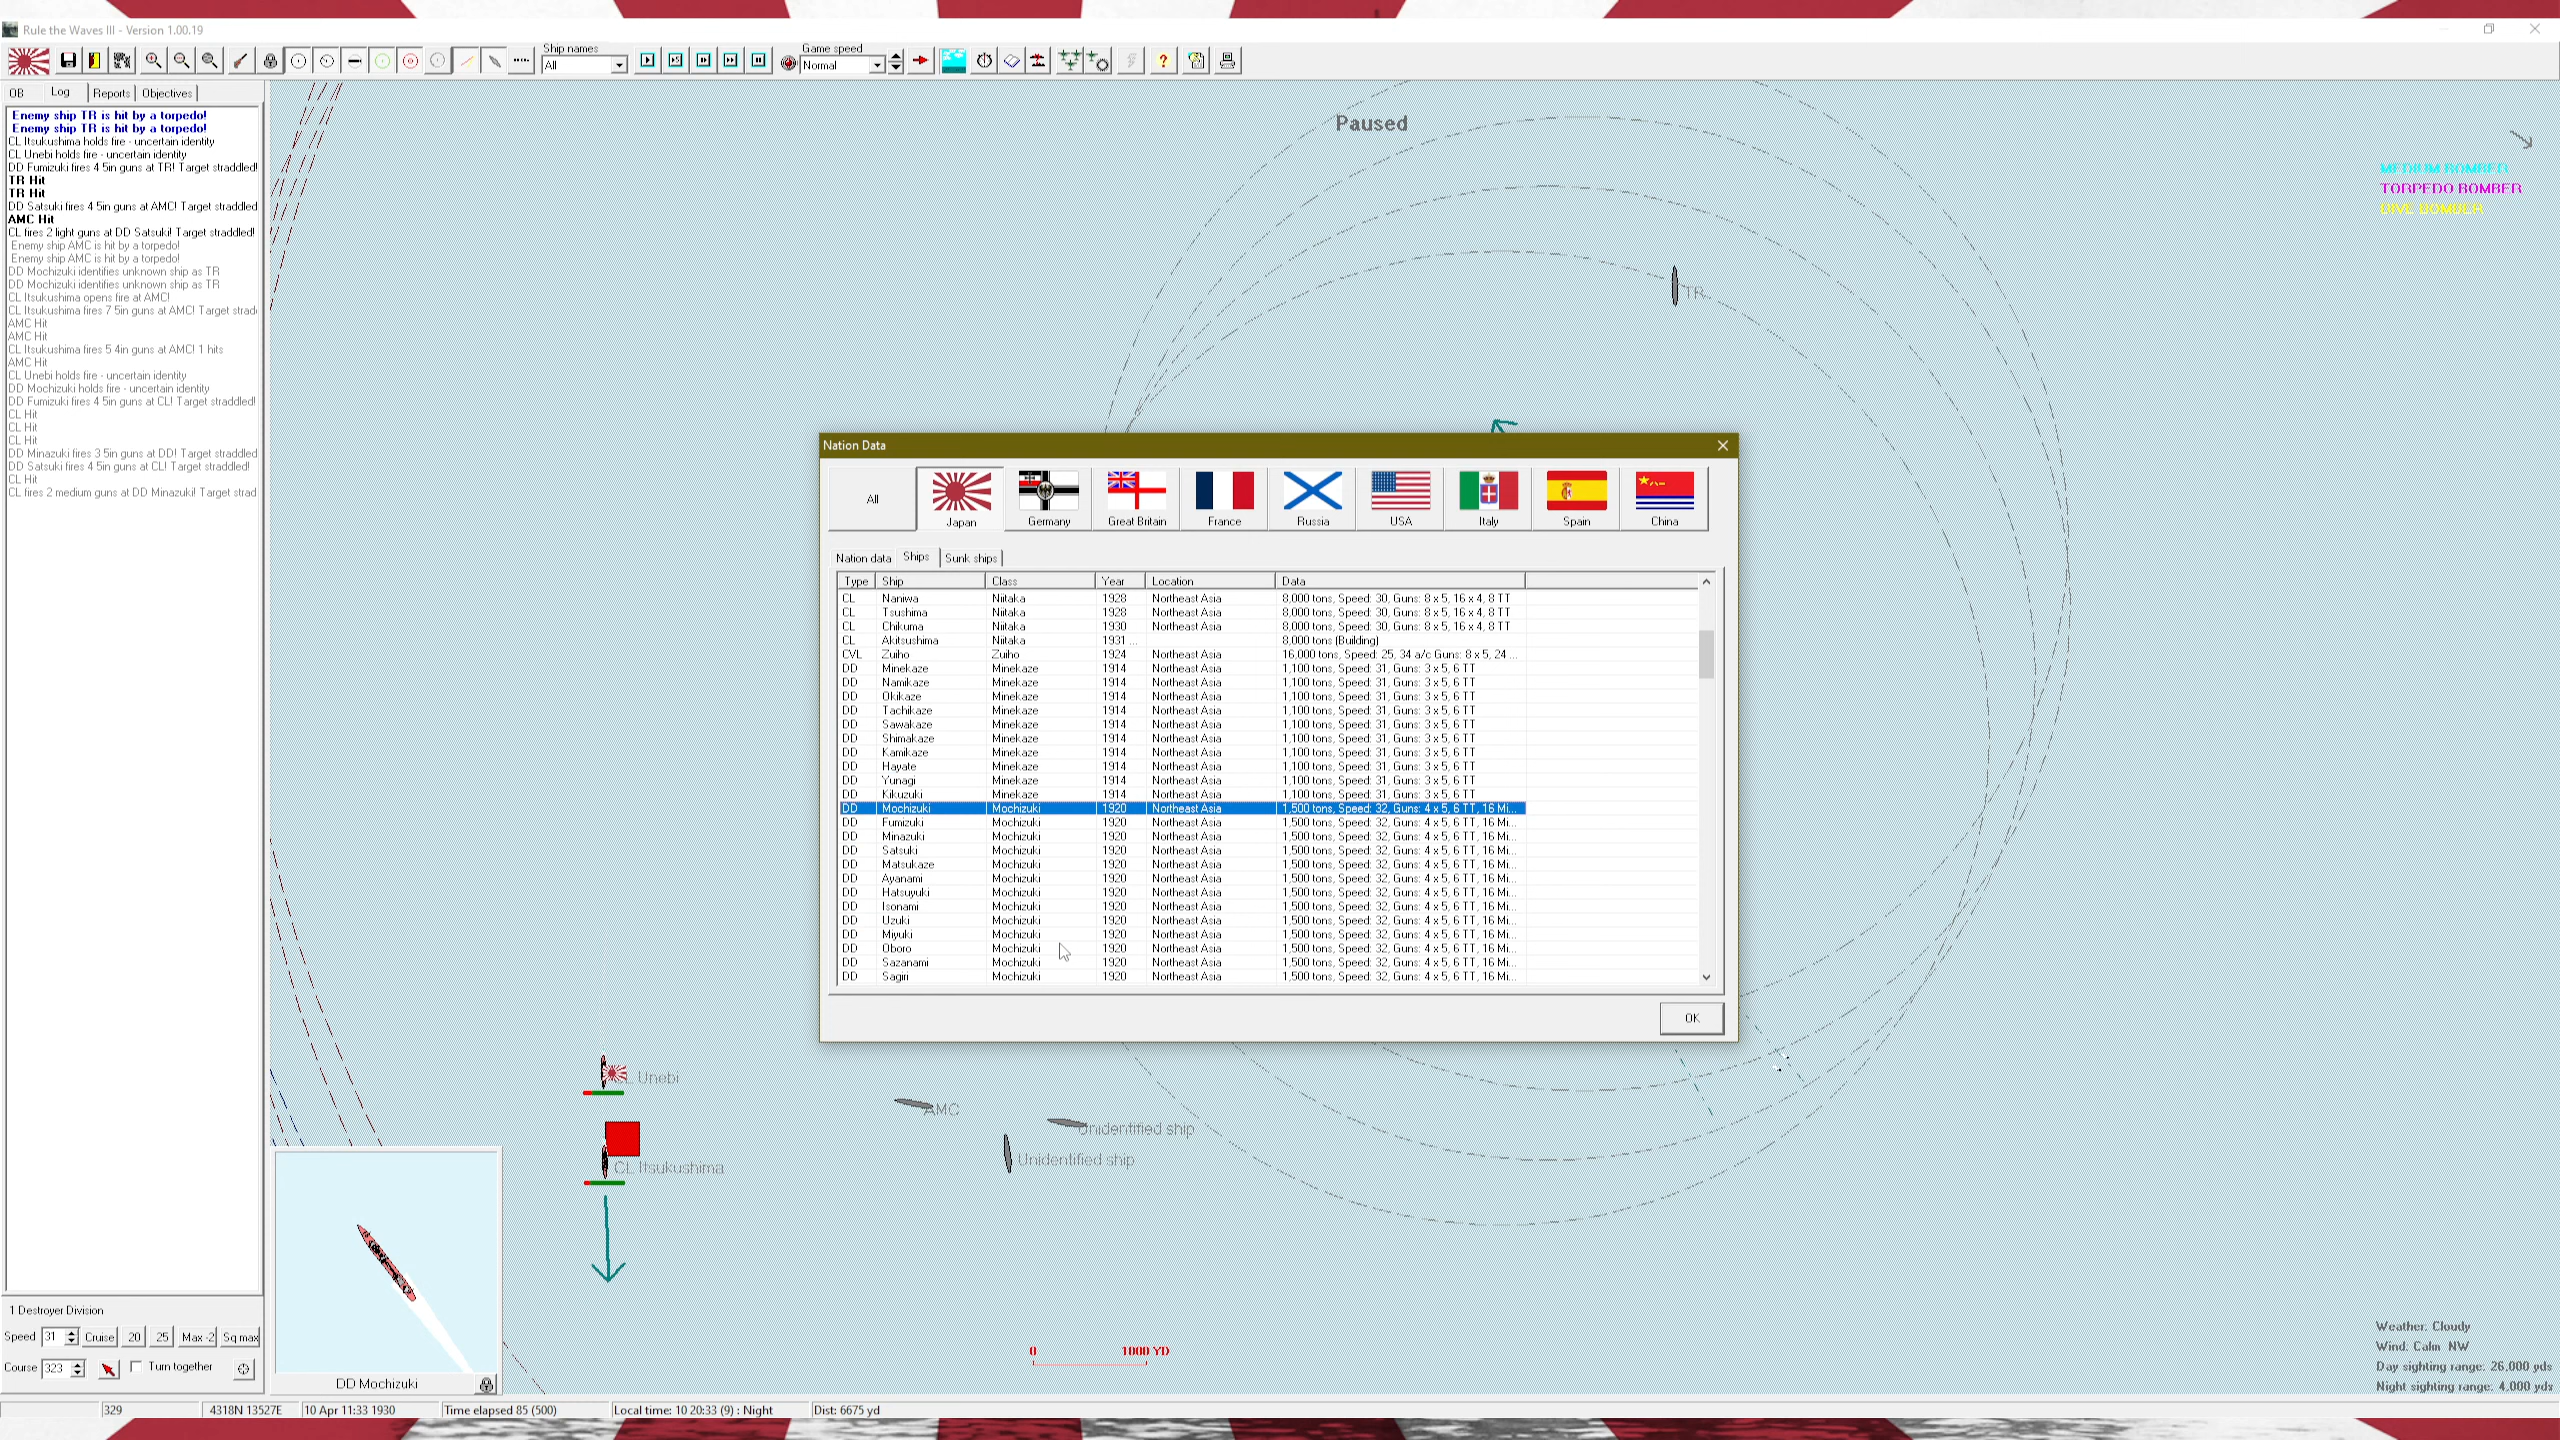 Rule the Waves III - Version 1.00.19
Ship names
All
Game speed
Normal
OB Log Reports Objectives
Enemy ship TR is hit by a torpedo!
Enemy ship TR is hit by a torpedo!
CL Itsukushima holds fire - uncertain identity
CL Unebi holds fire - uncertain identity
DD Fumizuki fires 4 5in guns at TR! Target straddled!
TR Hit
TR Hit
DD Satsuki fires 4 5in guns at AMC! Target straddled
AMC Hit
CL fires 2 light guns at DD Satsuki! Target straddled!
Enemy ship AMC is hit by a torpedo!
Enemy ship AMC is hit by a torpedo!
DD Mochizuki identifies unknown ship as TR
DD Mochizuki identifies unknown ship as TR
CL Itsukushima opens fire at AMC!
CL Itsukushima fires 7 5in guns at AMC! Target strad
AMC Hit
AMC Hit
CL Itsukushima fires 5 4in guns at AMC! 1 hits
AMC Hit
CL Unebi holds fire - uncertain identity
DD Mochizuki holds fire - uncertain identity
DD Fumizuki fires 4 5in guns at CL! Target straddled!
CL Hit
CL Hit
CL Hit
DD Minazuki fires 3 5in guns at DD! Target straddled
DD Satsuki fires 4 5in guns at CL! Target straddled!
CL Hit
CL fires 2 medium guns at DD Minazuki! Target strad
Paused
MEDIUM BOMBER
TORPEDO BOMBER
DIVE BOMBER
TR
Nation Data
All Japan Germany Great Britain France Russia USA Italy Spain China
Nation data Ships Sunk ships
Type Ship Class Year Location Data
CL Naniwa Niitaka 1928 Northeast Asia 8,000 tons, Speed: 30, Guns: 8 x 5, 16 x 4, 8 TT
CL Tsushima Niitaka 1928 Northeast Asia 8,000 tons, Speed: 30, Guns: 8 x 5, 16 x 4, 8 TT
CL Chikuma Niitaka 1930 Northeast Asia 8,000 tons, Speed: 30, Guns: 8 x 5, 16 x 4, 8 TT
CL Akitsushima Niitaka 1931 ... 8,000 tons (Building)
CVL Zuiho Zuiho 1924 Northeast Asia 16,000 tons, Speed: 25, 34 a/c Guns: 8 x 5, 24 ...
DD Minekaze Minekaze 1914 Northeast Asia 1,100 tons, Speed: 31, Guns: 3 x 5, 6 TT
DD Namikaze Minekaze 1914 Northeast Asia 1,100 tons, Speed: 31, Guns: 3 x 5, 6 TT
DD Okikaze Minekaze 1914 Northeast Asia 1,100 tons, Speed: 31, Guns: 3 x 5, 6 TT
DD Tachikaze Minekaze 1914 Northeast Asia 1,100 tons, Speed: 31, Guns: 3 x 5, 6 TT
DD Sawakaze Minekaze 1914 Northeast Asia 1,100 tons, Speed: 31, Guns: 3 x 5, 6 TT
DD Shimakaze Minekaze 1914 Northeast Asia 1,100 tons, Speed: 31, Guns: 3 x 5, 6 TT
DD Kamikaze Minekaze 1914 Northeast Asia 1,100 tons, Speed: 31, Guns: 3 x 5, 6 TT
DD Hayate Minekaze 1914 Northeast Asia 1,100 tons, Speed: 31, Guns: 3 x 5, 6 TT
DD Yunagi Minekaze 1914 Northeast Asia 1,100 tons, Speed: 31, Guns: 3 x 5, 6 TT
DD Kikuzuki Minekaze 1914 Northeast Asia 1,100 tons, Speed: 31, Guns: 3 x 5, 6 TT
DD Mochizuki Mochizuki 1920 Northeast Asia 1,500 tons, Speed: 32, Guns: 4 x 5, 6 TT, 16 Mi...
DD Fumizuki Mochizuki 1920 Northeast Asia 1,500 tons, Speed: 32, Guns: 4 x 5, 6 TT, 16 Mi...
DD Minazuki Mochizuki 1920 Northeast Asia 1,500 tons, Speed: 32, Guns: 4 x 5, 6 TT, 16 Mi...
DD Satsuki Mochizuki 1920 Northeast Asia 1,500 tons, Speed: 32, Guns: 4 x 5, 6 TT, 16 Mi...
DD Matsukaze Mochizuki 1920 Northeast Asia 1,500 tons, Speed: 32, Guns: 4 x 5, 6 TT, 16 Mi...
DD Ayanami Mochizuki 1920 Northeast Asia 1,500 tons, Speed: 32, Guns: 4 x 5, 6 TT, 16 Mi...
DD Hatsuyuki Mochizuki 1920 Northeast Asia 1,500 tons, Speed: 32, Guns: 4 x 5, 6 TT, 16 Mi...
DD Isonami Mochizuki 1920 Northeast Asia 1,500 tons, Speed: 32, Guns: 4 x 5, 6 TT, 16 Mi...
DD Uzuki Mochizuki 1920 Northeast Asia 1,500 tons, Speed: 32, Guns: 4 x 5, 6 TT, 16 Mi...
DD Miyuki Mochizuki 1920 Northeast Asia 1,500 tons, Speed: 32, Guns: 4 x 5, 6 TT, 16 Mi...
DD Oboro Mochizuki 1920 Northeast Asia 1,500 tons, Speed: 32, Guns: 4 x 5, 6 TT, 16 Mi...
DD Sazanami Mochizuki 1920 Northeast Asia 1,500 tons, Speed: 32, Guns: 4 x 5, 6 TT, 16 Mi...
DD Sagiri Mochizuki 1920 Northeast Asia 1,500 tons, Speed: 32, Guns: 4 x 5, 6 TT, 16 Mi...
OK
CL Unebi
AMC
Unidentified ship
Unidentified ship
CL Itsukushima
1 Destroyer Division
Speed 31 Cruise 20 25 Max -2 Sq max
Course 323 Turn together
DD Mochizuki
0 1000 YD
Weather: Cloudy
Wind: Calm NW
Day sighting range: 26,000 yds
Night sighting range: 4,000 yds
329 4318N 13527E 10 Apr 11:33 1930 Time elapsed 85 (500) Local time: 10 20:33 (9) : Night Dist: 6675 yd